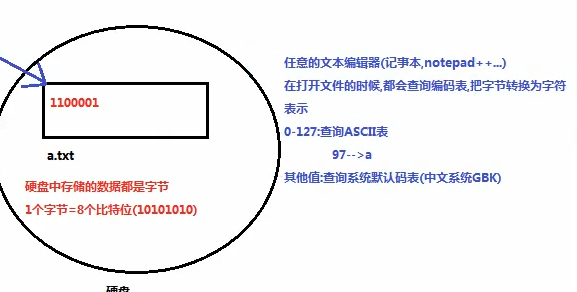 任意的文本编辑器(记事本,notepad++...)
在打开文件的时候,都会查询编码表,把字节转换为字符
表示
0-127:查询ASCII表
97-->a
其他值:查询系统默认码表(中文系统GBK)
1100001
a.txt
硬盘中存储的数据都是字节
1个字节=8个比特位(10101010)
硬盘